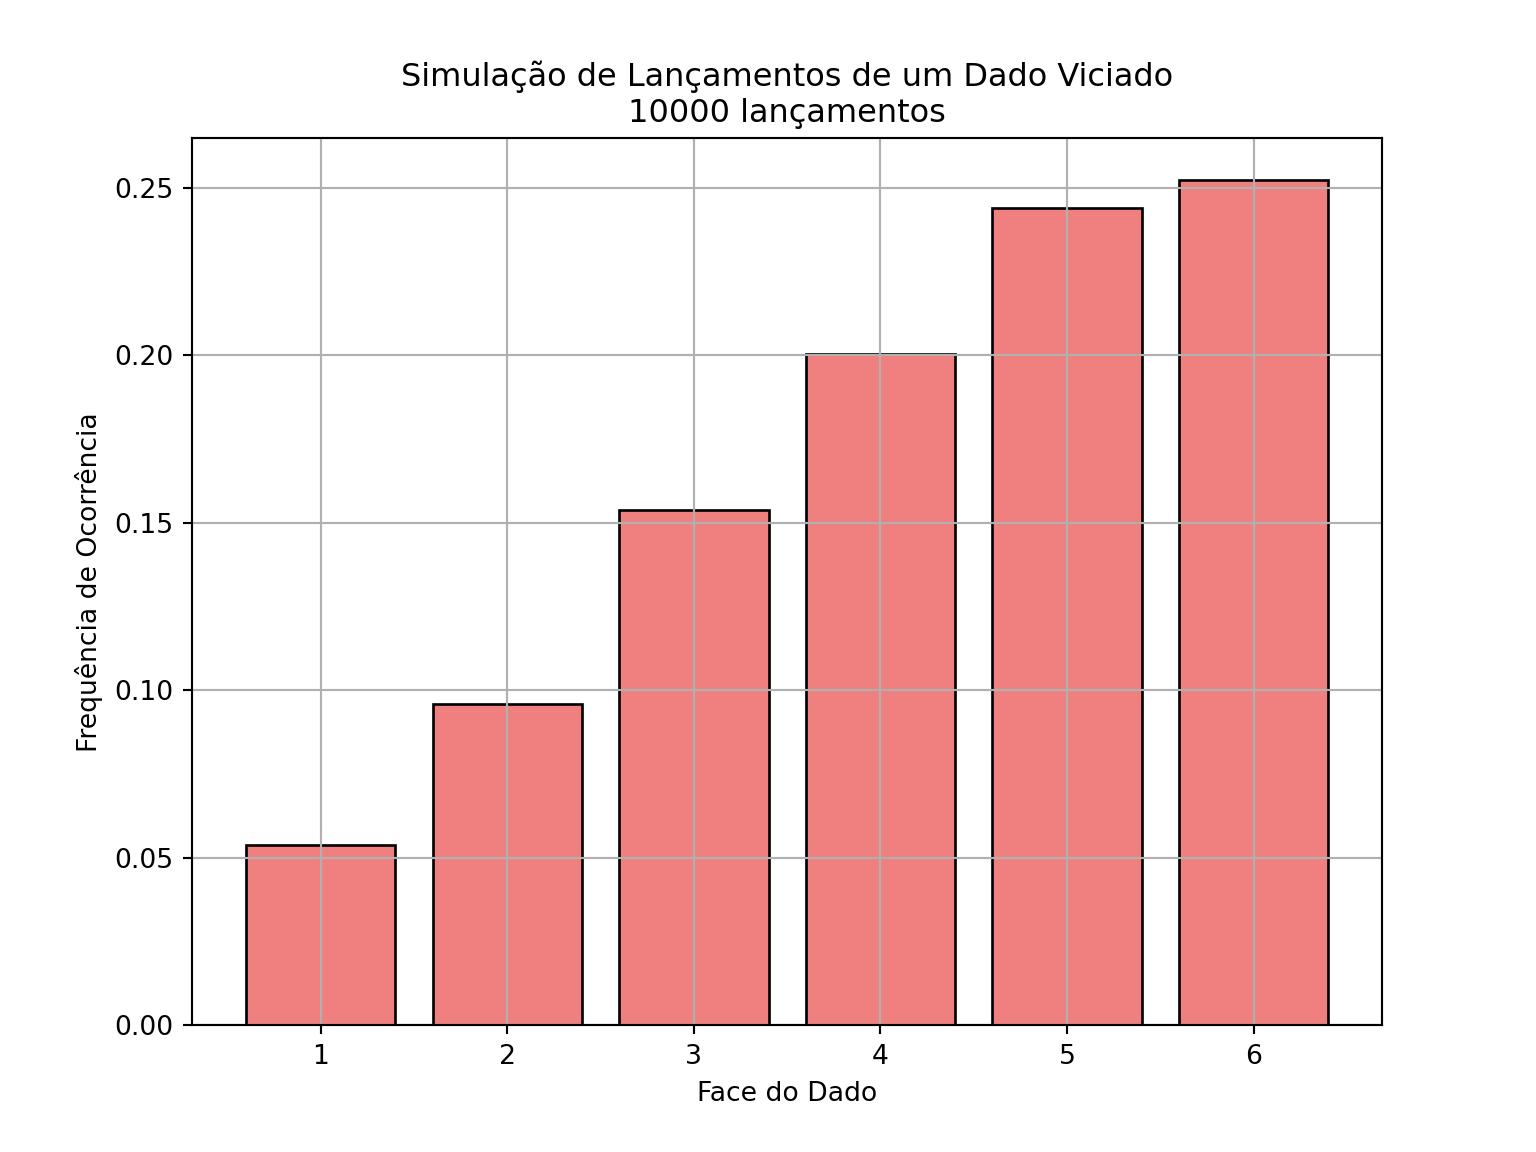 Simulação de Lançamentos de um Dado Viciado
10000 lançamentos
Frequência de Ocorrência
0.25
0.20
0.15
0.10
0.05
0.00
1 2 3 4 5 6
Face do Dado